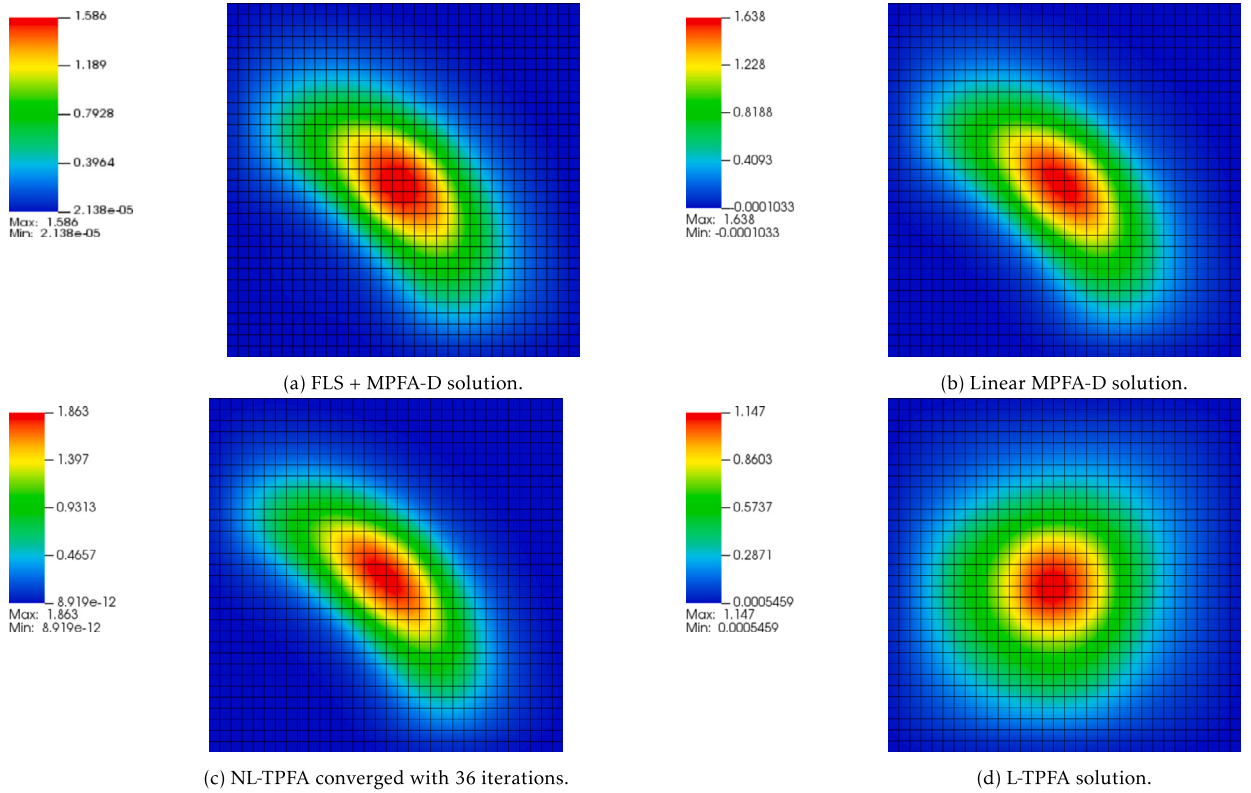 1.586
1.189
0.7928
0.3964
2.138e-05
Max: 1.586
Min: 2.138e-05
(a) FLS + MPFA-D solution.
1.638
1.228
0.8188
0.4093
-0.0001033
Max: 1.638
Min: -0.0001033
(b) Linear MPFA-D solution.
1.863
1.397
0.9313
0.4657
8.919e-12
Max: 1.863
Min: 8.919e-12
(c) NL-TPFA converged with 36 iterations.
1.147
0.8603
0.5737
0.2871
0.0005459
Max: 1.147
Min: 0.0005459
(d) L-TPFA solution.